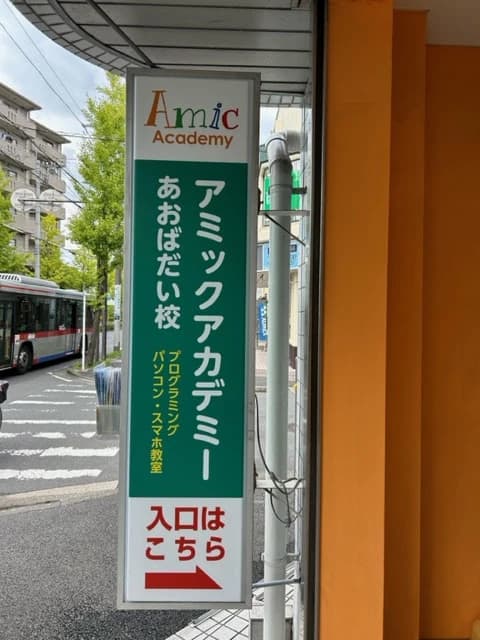 Amic
Academy
アミックアカデミー
あおばだい校
プログラミング
パソコン・スマホ教室
入口は
こちら